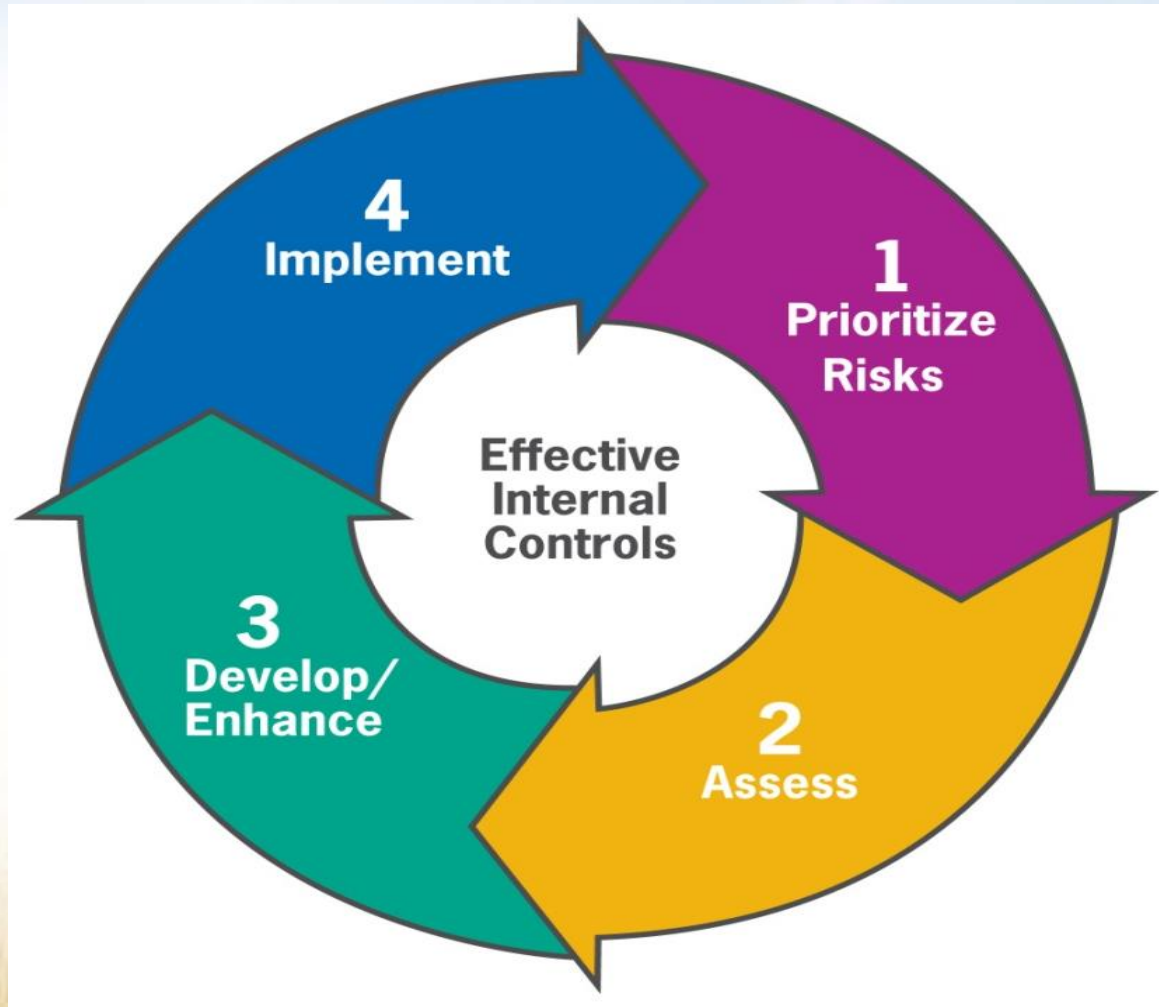 1
Prioritize
Risks
2
Assess
3
Develop/
Enhance
4
Implement
Effective
Internal
Controls